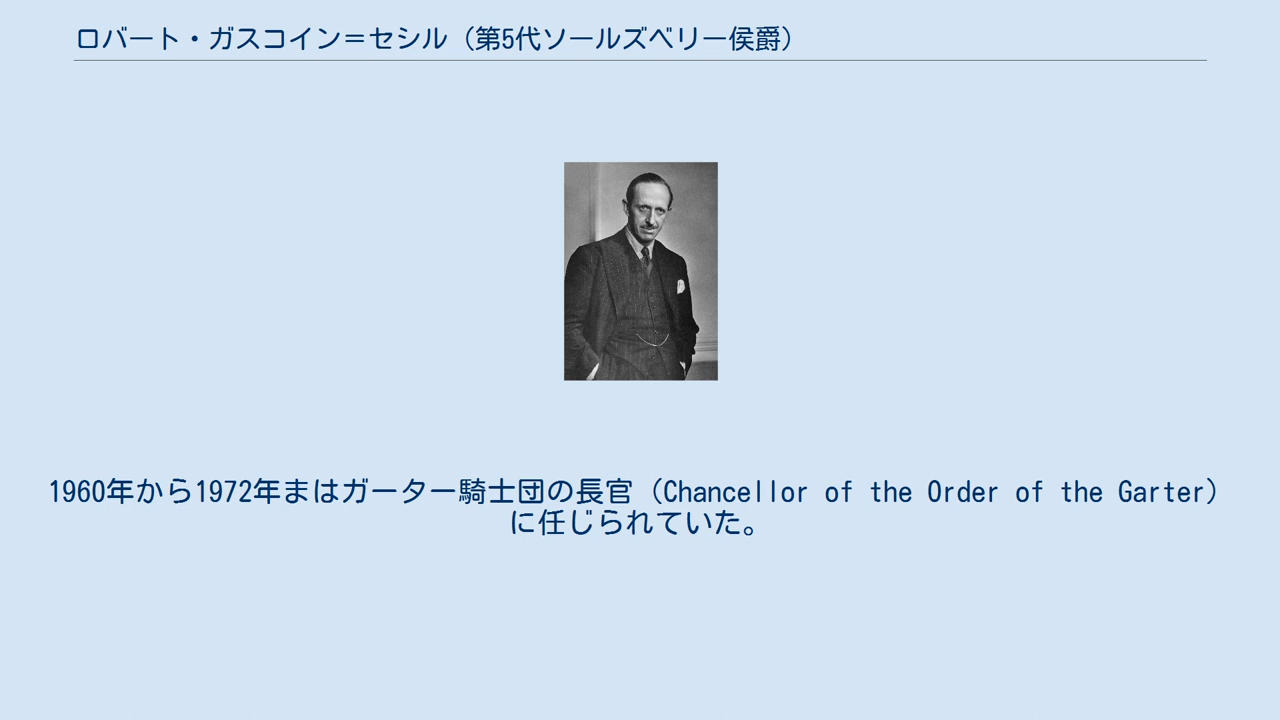 ロバート・ガスコイン＝セシル（第5代ソールズベリー侯爵）
1960年から1972年まはガーター騎士団の長官（Chancellor of the Order of the Garter）
に任じられていた。